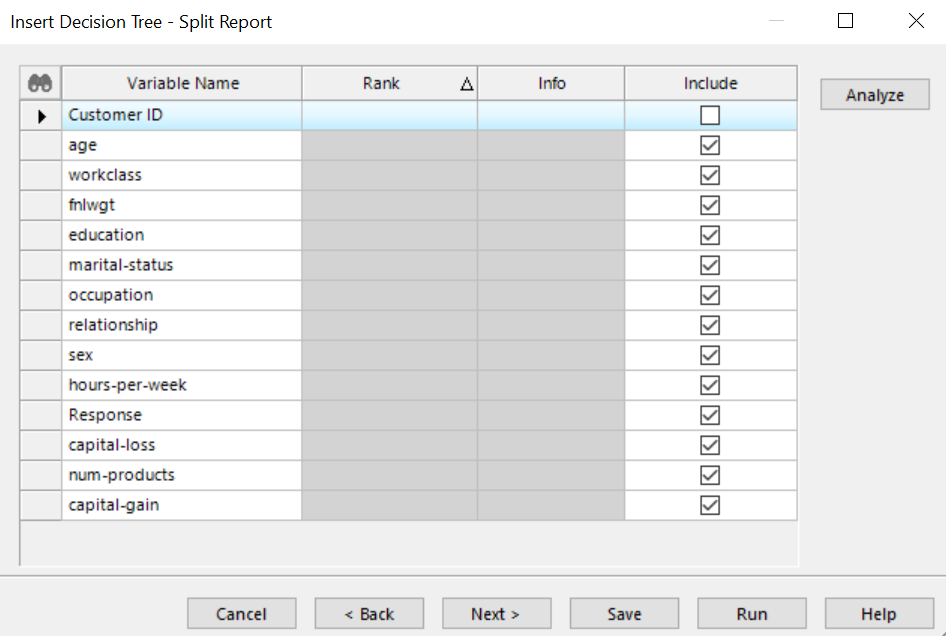 Insert Decision Tree - Split Report
Variable Name Rank Info Include
Analyze
Customer ID
age
workclass
fnlwgt
education
marital-status
occupation
relationship
sex
hours-per-week
Response
capital-loss
num-products
capital-gain
Cancel < Back Next > Save Run Help